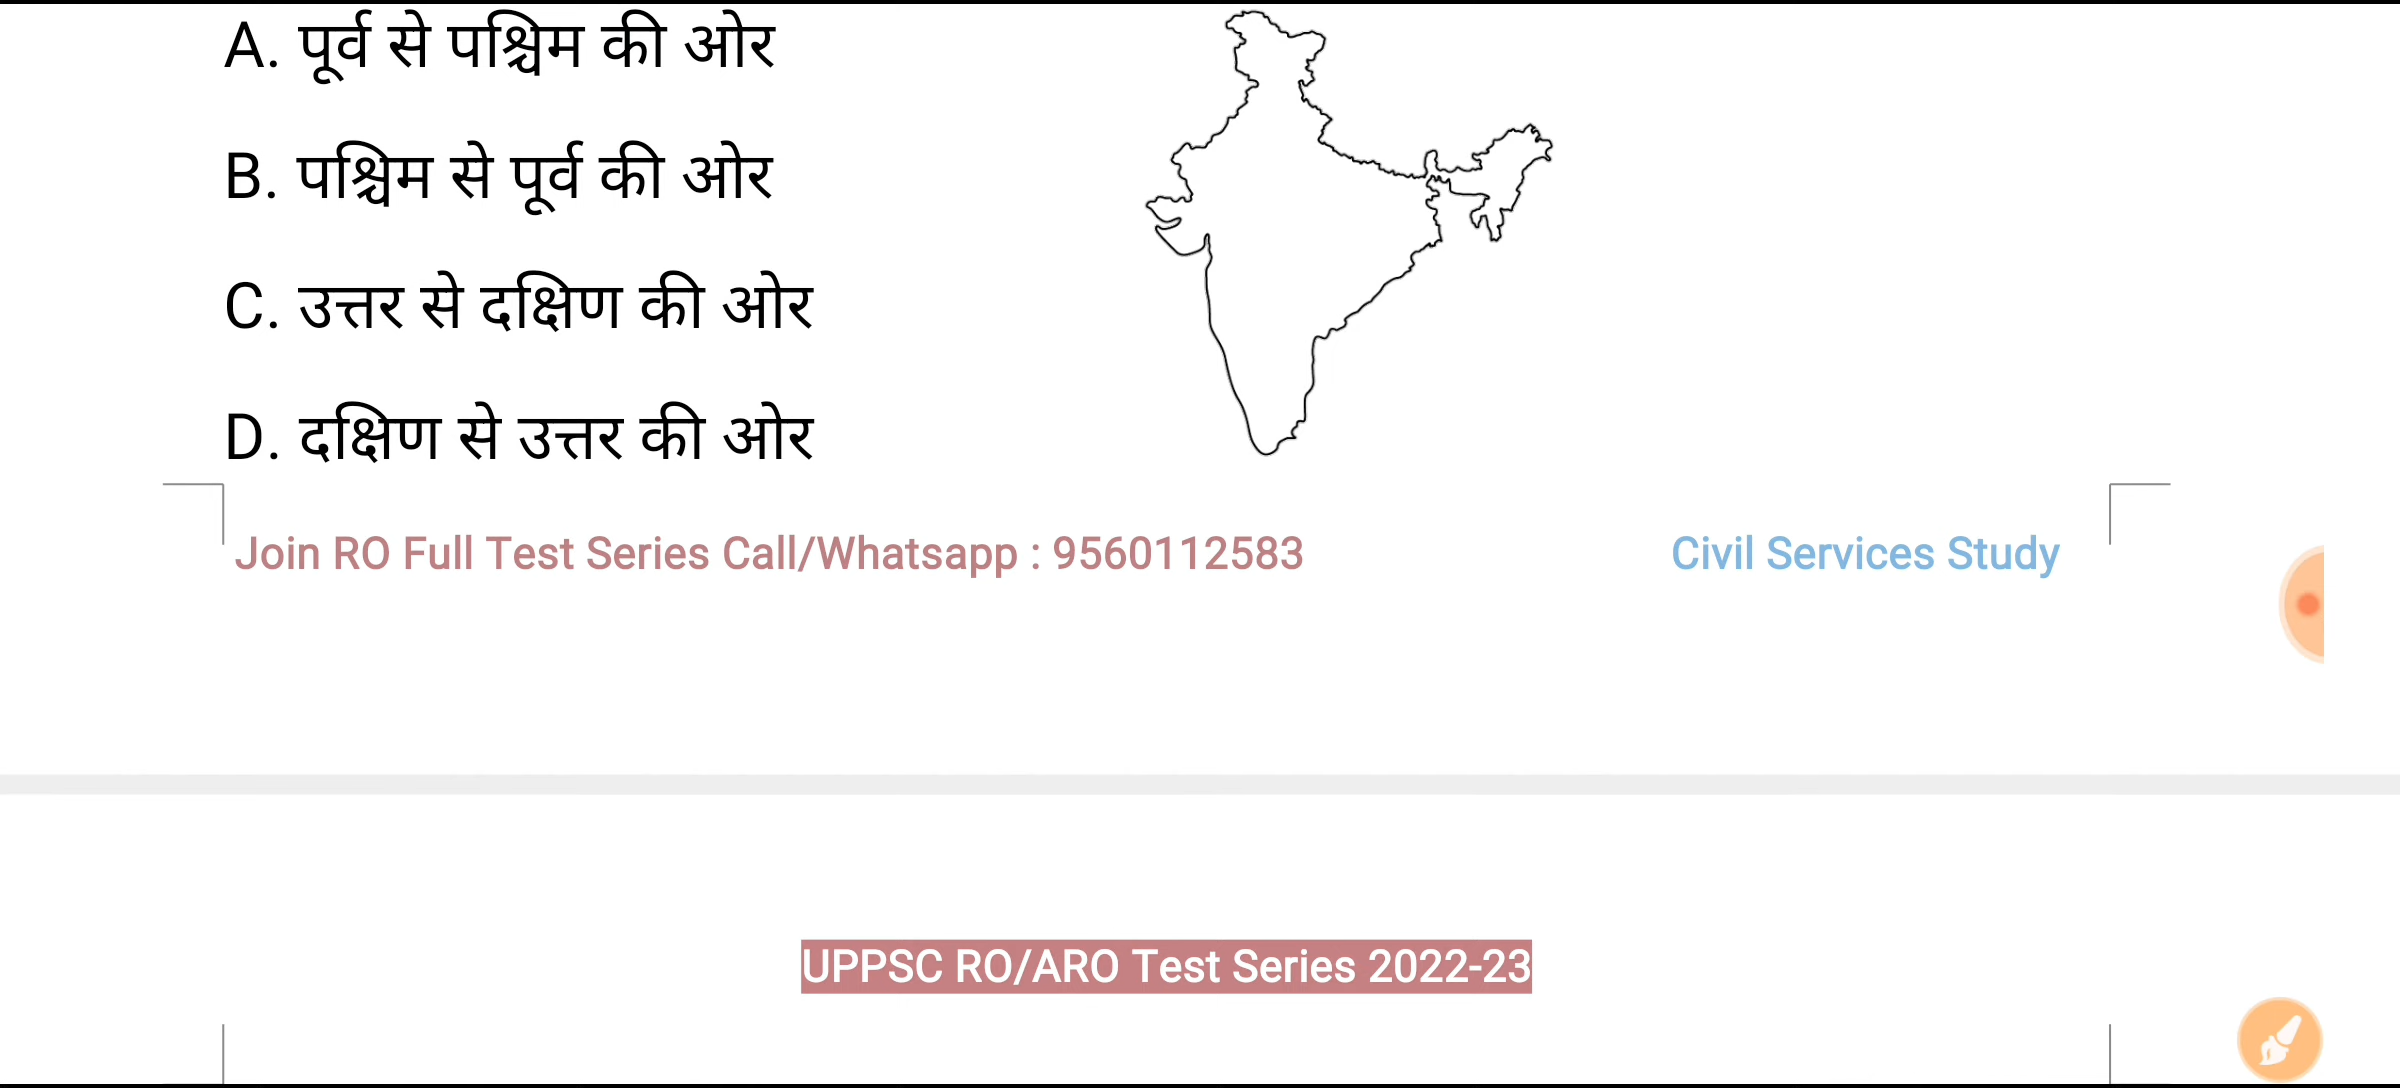 A. पूर्व से पश्चिम की ओर
B. पश्चिम से पूर्व की ओर
C. उत्तर से दक्षिण की ओर
D. दक्षिण से उत्तर की ओर
Join RO Full Test Series Call/Whatsapp : 9560112583
Civil Services Study
UPPSC RO/ARO Test Series 2022-23